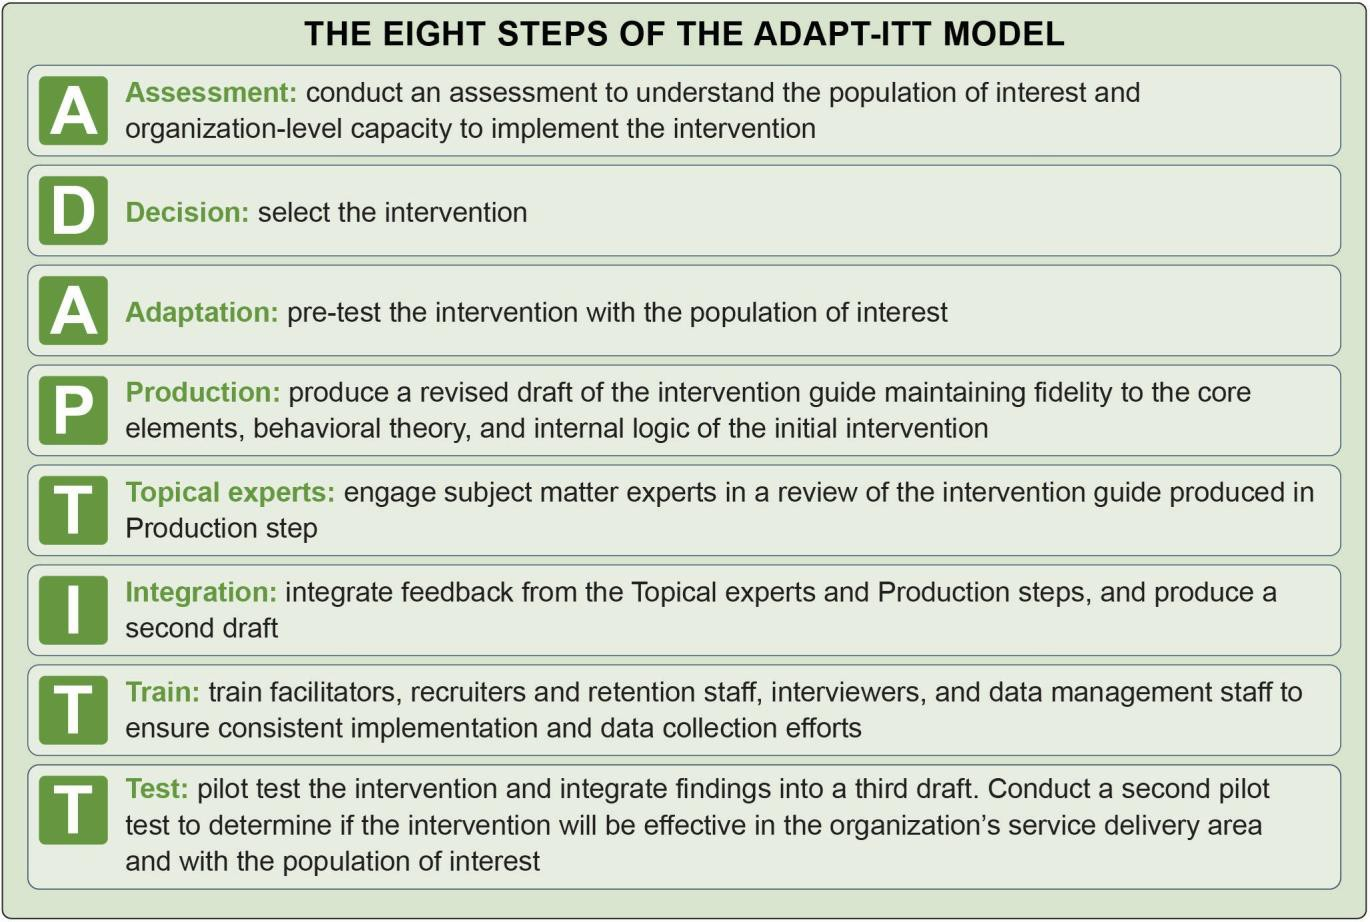 THE EIGHT STEPS OF THE ADAPT-ITT MODEL
A
Assessment: conduct an assessment to understand the population of interest and
organization-level capacity to implement the intervention
D
Decision: select the intervention
A
Adaptation: pre-test the intervention with the population of interest
P
Production: produce a revised draft of the intervention guide maintaining fidelity to the core
elements, behavioral theory, and internal logic of the initial intervention
T
Topical experts: engage subject matter experts in a review of the intervention guide produced in
Production step
I
Integration: integrate feedback from the Topical experts and Production steps, and produce a
second draft
T
Train: train facilitators, recruiters and retention staff, interviewers, and data management staff to
ensure consistent implementation and data collection efforts
T
Test: pilot test the intervention and integrate findings into a third draft. Conduct a second pilot
test to determine if the intervention will be effective in the organization’s service delivery area
and with the population of interest